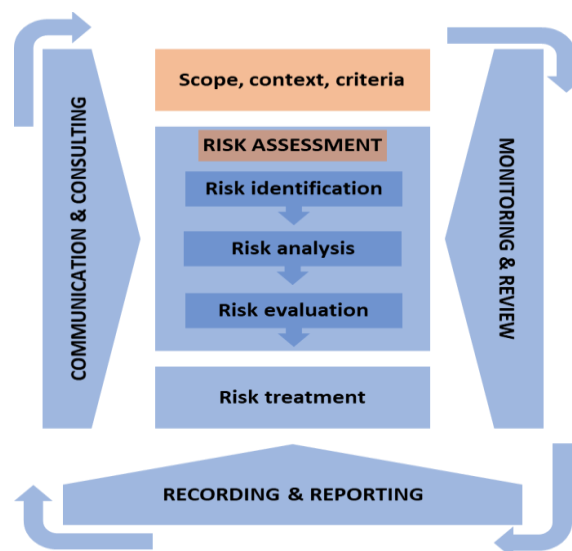 Scope, context, criteria
RISK ASSESSMENT
Risk identification
Risk analysis
Risk evaluation
Risk treatment
COMMUNICATION & CONSULTING
MONITORING & REVIEW
RECORDING & REPORTING